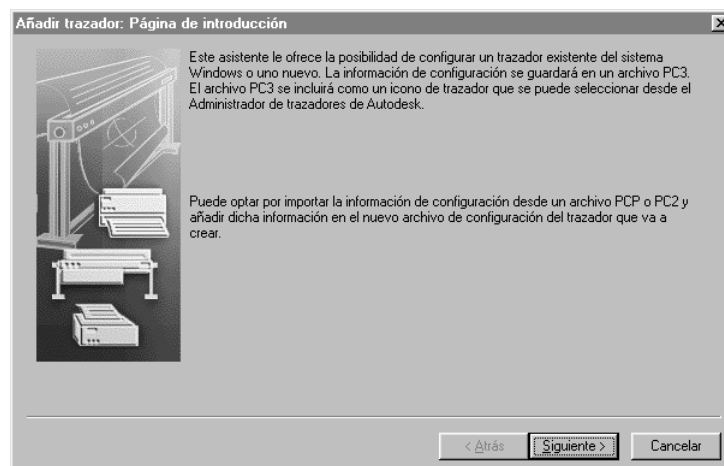 Añadir trazador: Página de introducción
Este asistente le ofrece la posibilidad de configurar un trazador existente del sistema
Windows o uno nuevo. La información de configuración se guardará en un archivo PC3.
El archivo PC3 se incluirá como un icono de trazador que se puede seleccionar desde el
Administrador de trazadores de Autodesk.
Puede optar por importar la información de configuración desde un archivo PCP o PC2 y
añadir dicha información en el nuevo archivo de configuración del trazador que va a
crear.
< Atrás Siguiente > Cancelar